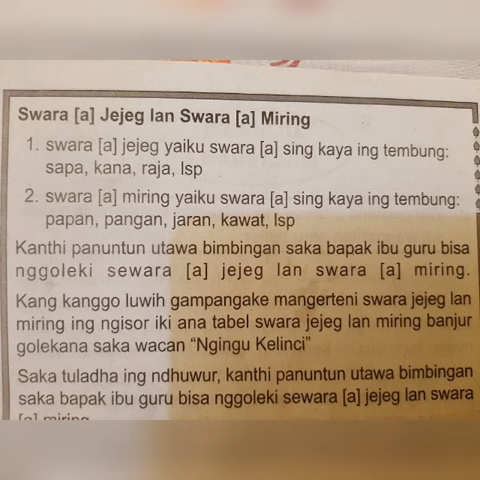 Swara [a] Jejeg lan Swara [a] Miring
1. swara [a] jejeg yaiku swara [a] sing kaya ing tembung:
sapa, kana, raja, lsp
2. swara [a] miring yaiku swara [a] sing kaya ing tembung:
papan, pangan, jaran, kawat, lsp
Kanthi panuntun utawa bimbingan saka bapak ibu guru bisa
nggoleki sewara [a] jejeg lan swara [a] miring.
Kang kanggo luwih gampangake mangerteni swara jejeg lan
miring ing ngisor iki ana tabel swara jejeg lan miring banjur
golekana saka wacan “Ngingu Kelinci”
Saka tuladha ing ndhuwur, kanthi panuntun utawa bimbingan
saka bapak ibu guru bisa nggoleki sewara [a] jejeg lan swara
[a] miring